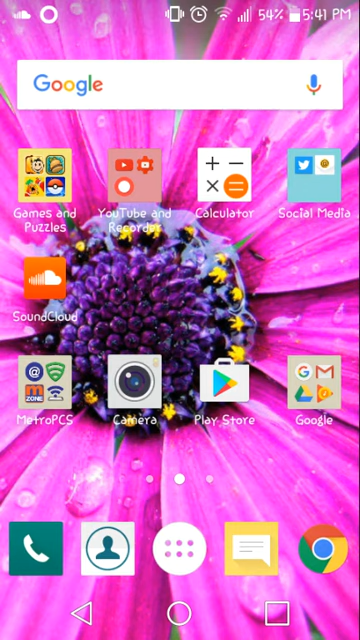 54% 5:41 PM
Google
Games and Puzzles
YouTube and Recorder
Calculator
Social Media
SoundCloud
MetroPCS
Camera
Play Store
Google